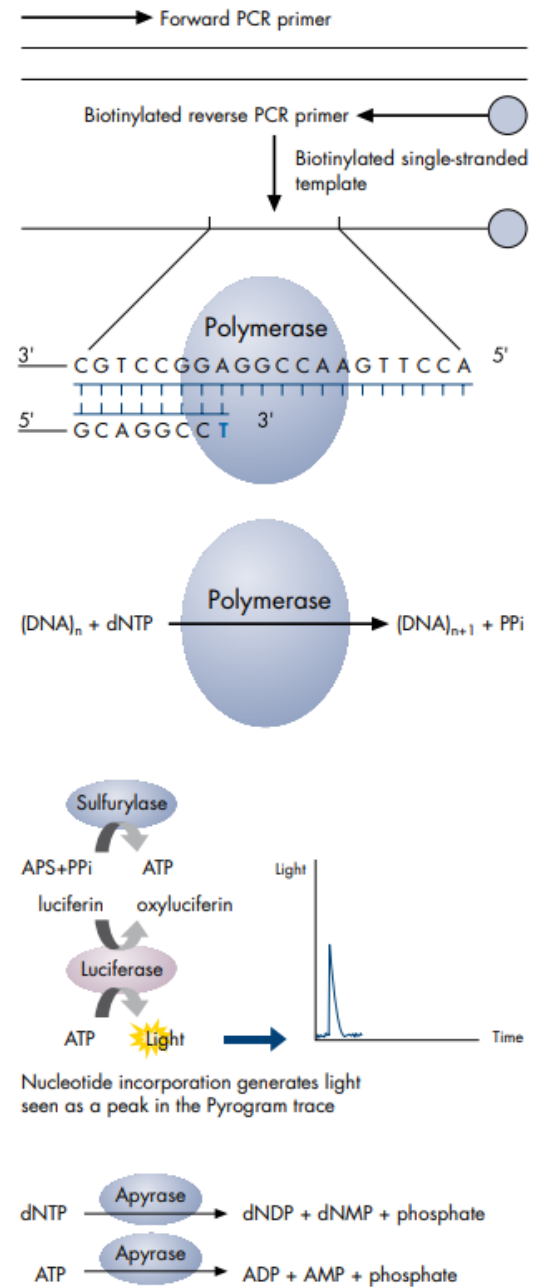 Forward PCR primer
Biotinylated reverse PCR primer
Biotinylated single-stranded
template
Polymerase
3' C G T C C G G A G G C C A A G T T C C A 5'
5' G C A G G C C T 3'
(DNA)n + dNTP Polymerase (DNA)n+1 + PPi
Sulfurylase
APS+PPi ATP
luciferin oxyluciferin
Luciferase
ATP Light
Light
Time
Nucleotide incorporation generates light
seen as a peak in the Pyrogram trace
dNTP Apyrase dNDP + dNMP + phosphate
ATP Apyrase ADP + AMP + phosphate